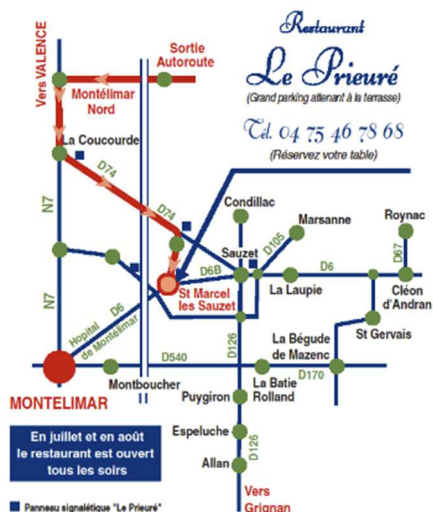 Restaurant
Le Prieuré
(Grand parking attenant à la terrasse)
Tél. 04 75 46 78 68
(Réservez votre table)
Sortie
Autoroute
Vers VALENCE
Montélimar
Nord
La Coucourde
D74
D74
N7
N7
Condillac
Marsanne
Roynac
D105
D67
Sauzet
D6B
D6
La Laupie
Cléon
d'Andran
St Marcel
les Sauzet
D6
Hopital
de Montélimar
D126
St Gervais
La Bégude
de Mazenc
D540
D170
Montboucher
La Batie
Rolland
MONTELIMAR
Puygiron
Espeluche
D126
Allan
Vers
Grignan
En juillet et en août
le restaurant est ouvert
tous les soirs
Panneau signalétique "Le Prieuré"